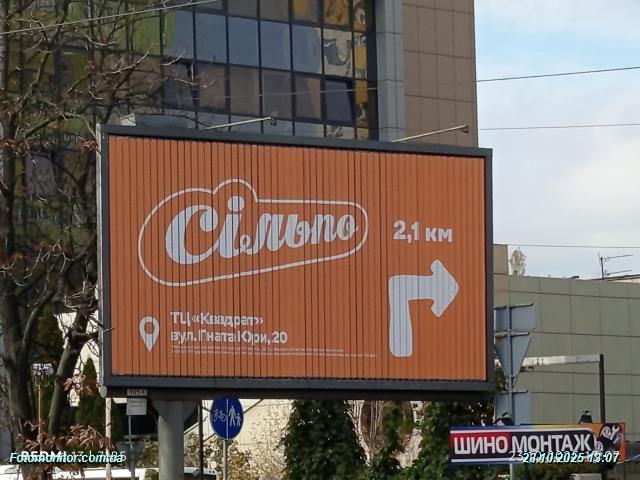 сільпо
2,1 км
ТЦ «Квадрат»
вул. Гната Юри, 20
ШИНО МОНТАЖ
Fotomonitor.com.ua
23.10.2025 13:07